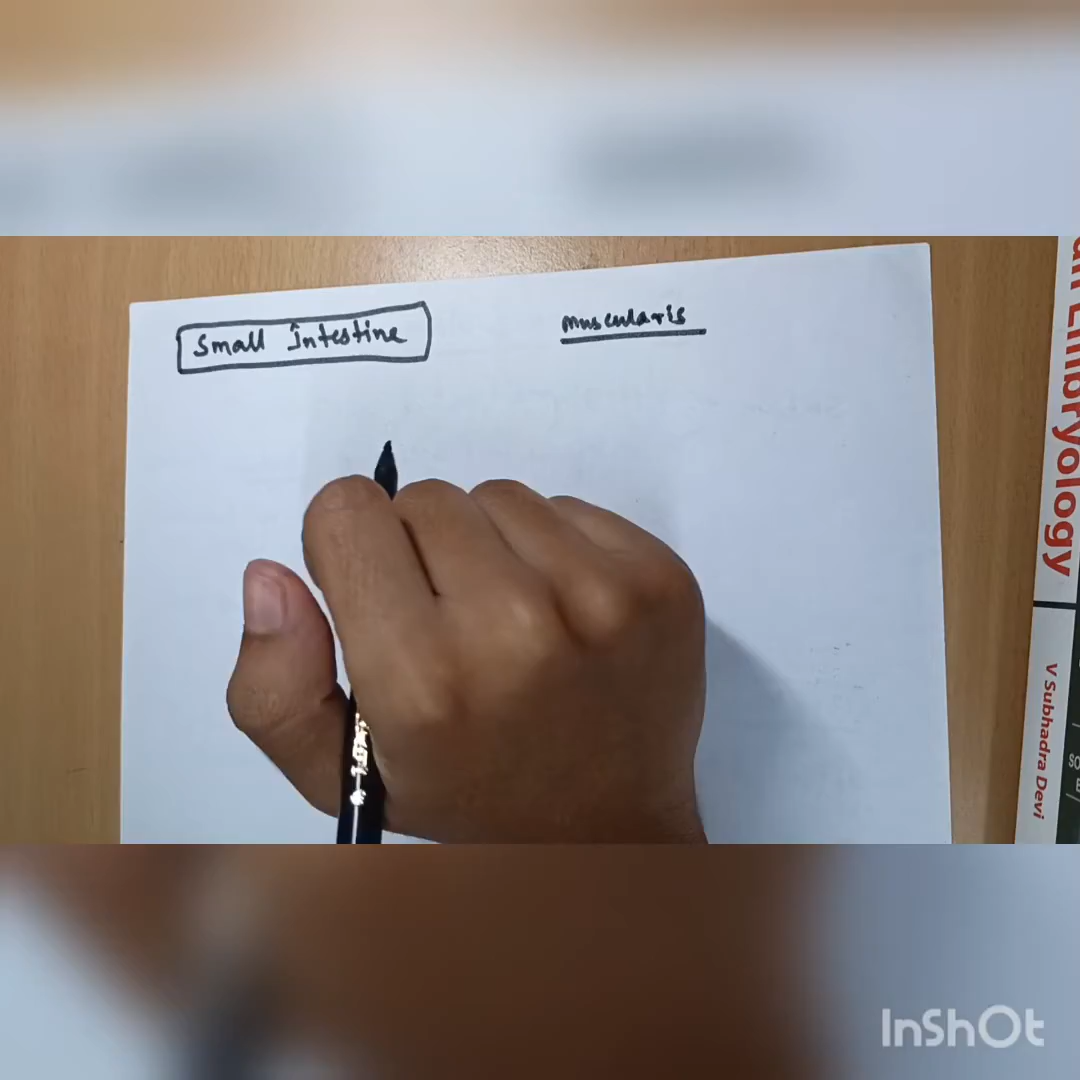 Small Intestine
Muscularis
Embryology
V Subhadra Devi
InShOt